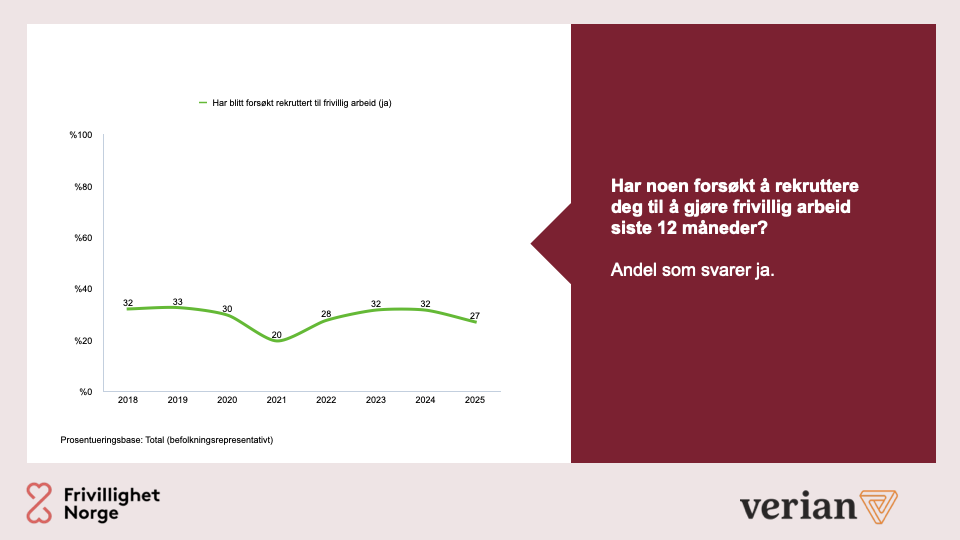 Har blitt forsøkt rekruttert til frivillig arbeid (ja)
%100
%80
%60
%40
%20
%0
32
33
30
20
28
32
32
27
2018
2019
2020
2021
2022
2023
2024
2025
Prosentueringsbase: Total (befolkningsrepresentativt)
Har noen forsøkt å rekruttere
deg til å gjøre frivillig arbeid
siste 12 måneder?
Andel som svarer ja.
Frivillighet
Norge
verian